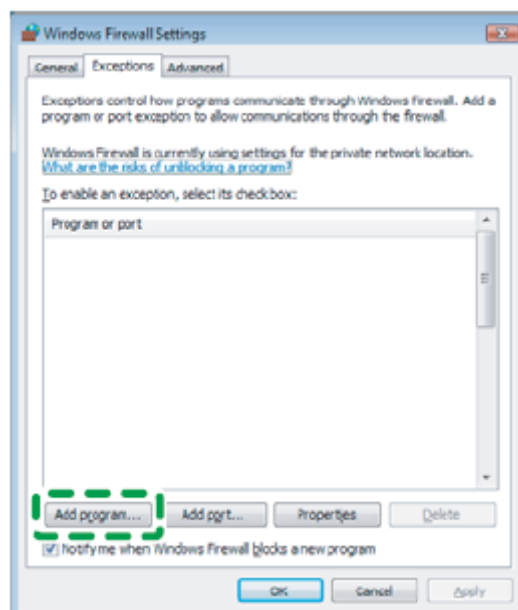 Windows Firewall Settings
General Exceptions Advanced
Exceptions control how programs communicate through Windows Firewall. Add a
program or port exception to allow communications through the firewall.
Windows Firewall is currently using settings for the private network location.
What are the risks of unblocking a program?
To enable an exception, select its checkbox:
Program or port
Add program... Add port... Properties Delete
Notify me when Windows Firewall blocks a new program
OK Cancel Apply